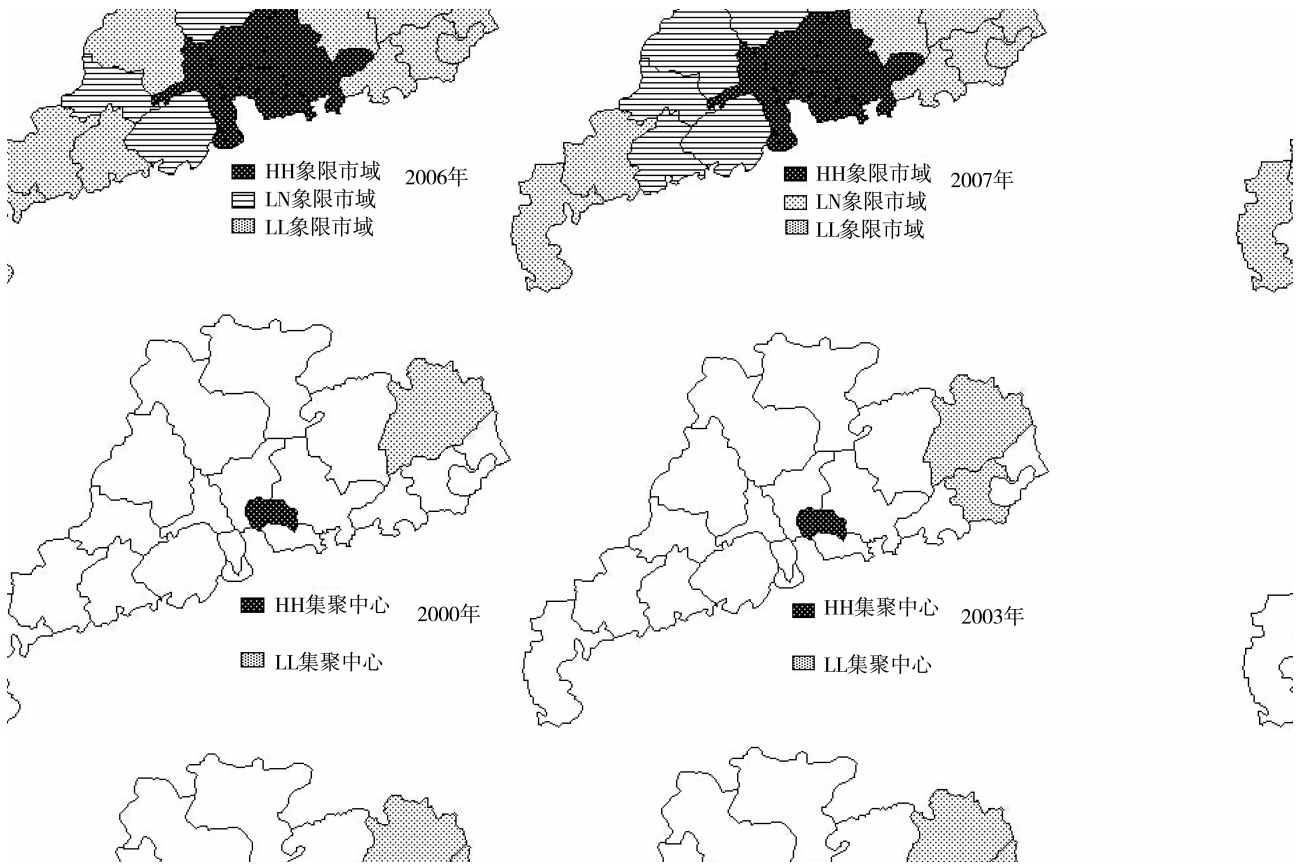 HH象限市域
2006年
LN象限市域
LL象限市域
HH象限市域
2007年
LN象限市域
LL象限市域
HH集聚中心
2000年
LL集聚中心
HH集聚中心
2003年
LL集聚中心